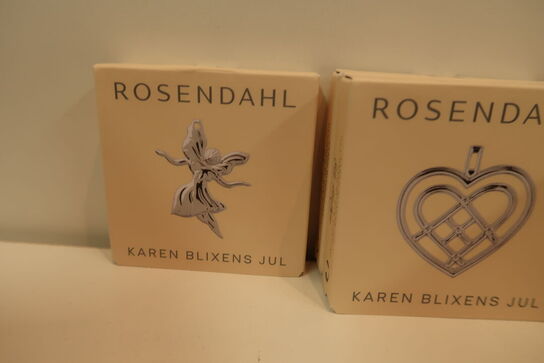 ROSENDAHL
KAREN BLIXENS JUL
ROSENDA
KAREN BLIXENS JUL